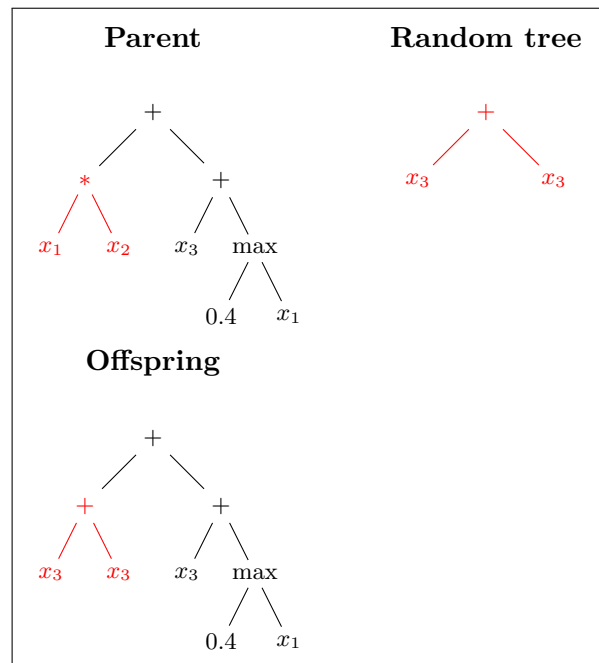 Parent Random tree
+ +
* + x₃ x₃
x₁ x₂ x₃ max
0.4 x₁
Offspring
+
+ +
x₃ x₃ x₃ max
0.4 x₁